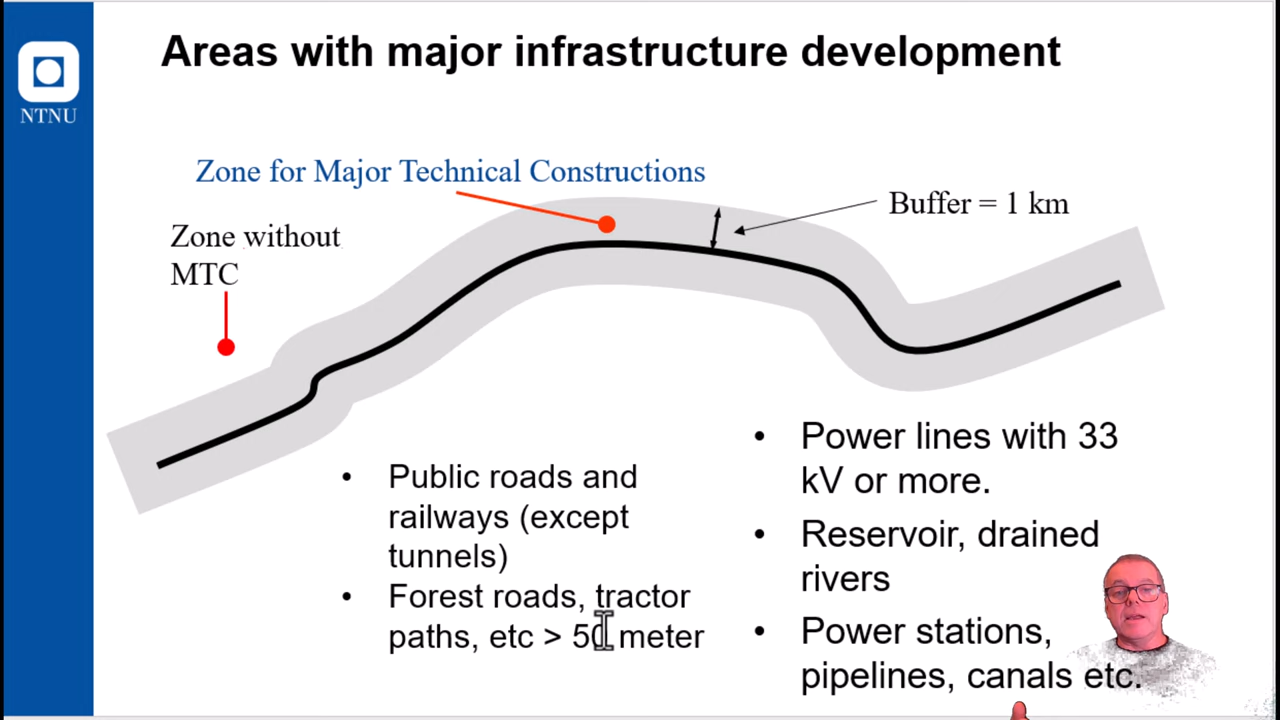 Areas with major infrastructure development
NTNU
Zone for Major Technical Constructions
Buffer = 1 km
Zone without
MTC
Public roads and
railways (except
tunnels)
Forest roads, tractor
paths, etc > 50 meter
Power lines with 33
kV or more.
Reservoir, drained
rivers
Power stations,
pipelines, canals etc.